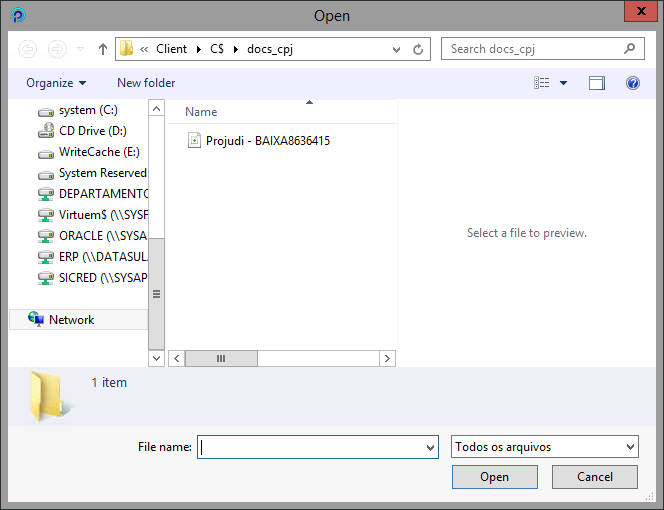 Open
« Client C$ docs_cpj
Search docs_cpj
Organize New folder
system (C:)
CD Drive (D:)
WriteCache (E:)
System Reserved
DEPARTAMENTO
Virtuem$ (\\SYSF
ORACLE (\\SYSA
ERP (\\DATASUL
SICRED (\\SYSAP
Network
Name
Projudi - BAIXA8636415
Select a file to preview.
1 item
File name:
Todos os arquivos
Open Cancel